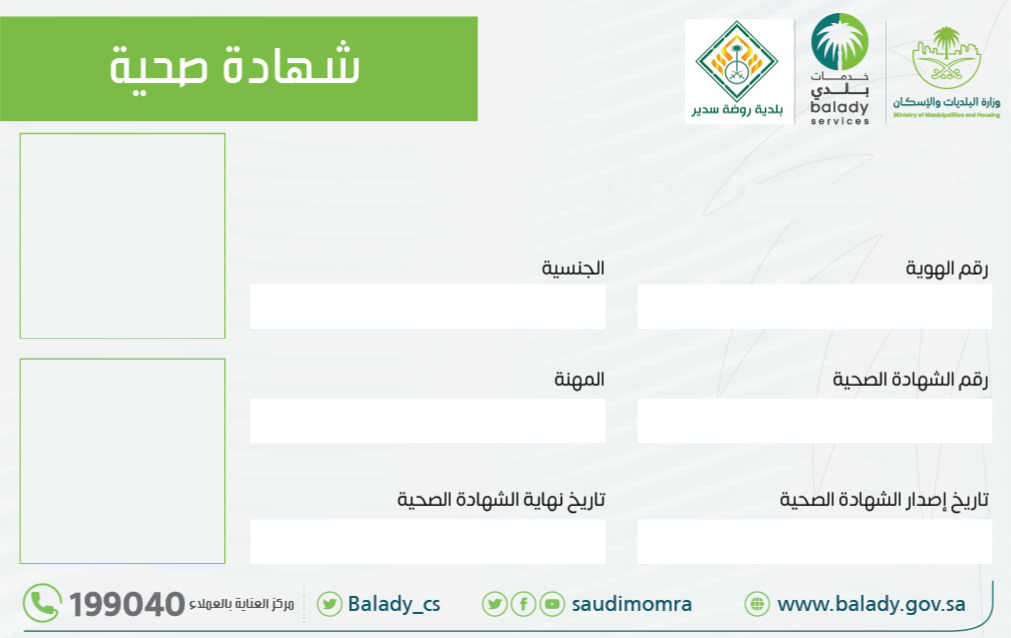 شهادة صحية
بلدية روضة سدير
خدمات
بلدي
balady
services
وزارة البلديات والإسكان
Ministry of Municipalities and Housing
رقم الهوية
الجنسية
رقم الشهادة الصحية
المهنة
تاريخ إصدار الشهادة الصحية
تاريخ نهاية الشهادة الصحية
199040 مركز العناية بالعملاء
Balady_cs
saudimomra
www.balady.gov.sa